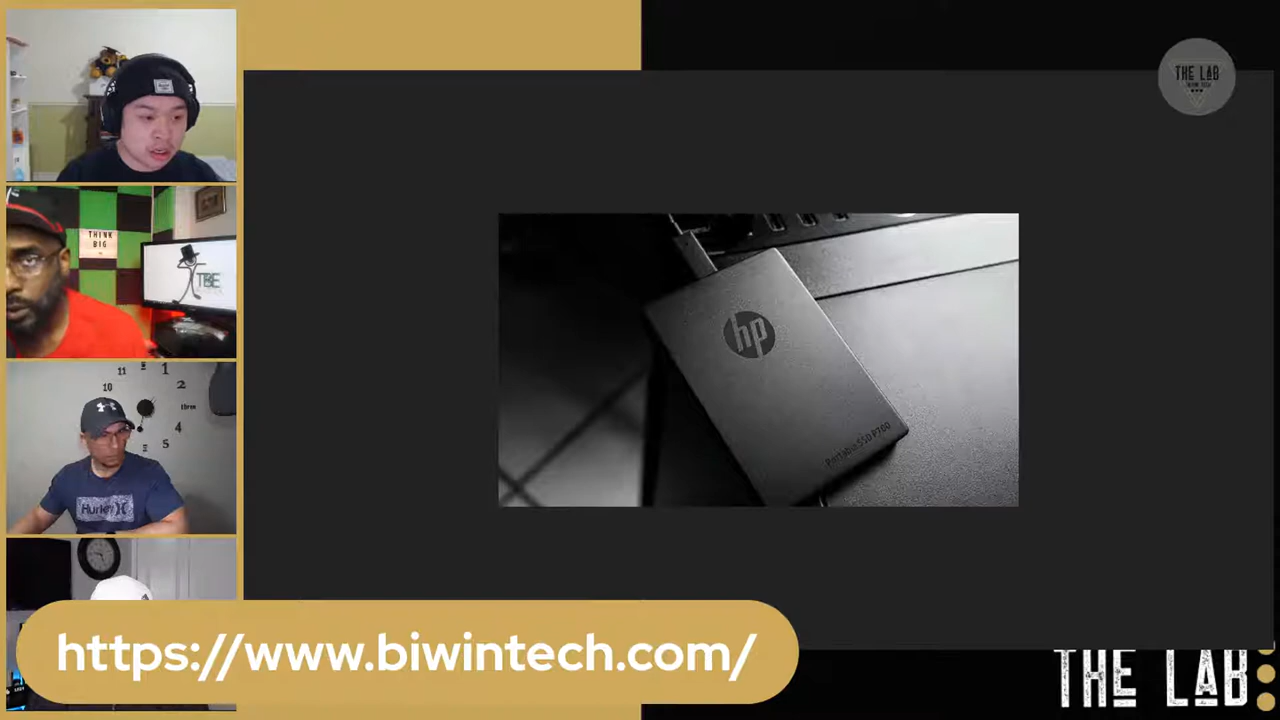 THE LAB
THINK
BIG
TBE
11
1
10
2
three
4
5
Hurley
hp
Portable SSD P700
https://www.biwintech.com/
THE LAB